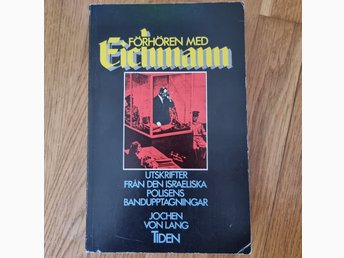 FÖRHÖREN MED
Eichmann
UTSKRIFTER
FRÅN DEN ISRAELISKA
POLISENS
BANDUPPTAGNINGAR
JOCHEN
VON LANG
TIDEN